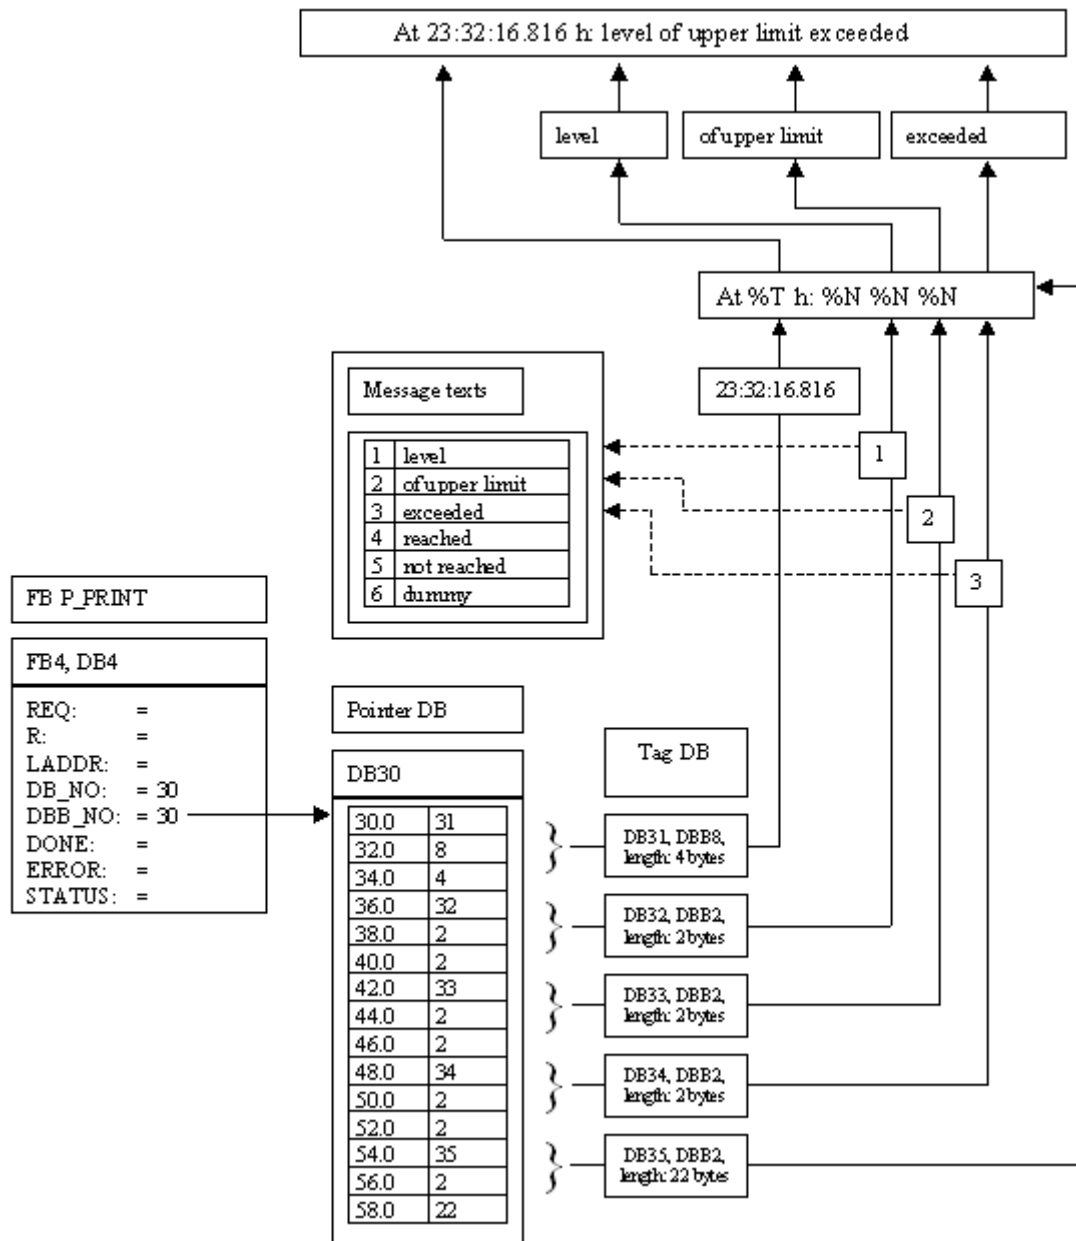 At 23:32:16.816 h: level of upper limit exceeded
level
of upper limit
exceeded
At %T h: %N %N %N
23:32:16.816
Message texts
1 level
2 of upper limit
3 exceeded
4 reached
5 not reached
6 dummy
1
2
3
FB P_PRINT
FB4, DB4
REQ: =
R: =
LADDR: =
DB_NO: = 30
DBB_NO: = 30
DONE: =
ERROR: =
STATUS: =
Pointer DB
DB30
30.0 31
32.0 8
34.0 4
36.0 32
38.0 2
40.0 2
42.0 33
44.0 2
46.0 2
48.0 34
50.0 2
52.0 2
54.0 35
56.0 2
58.0 22
Tag DB
DB31, DBB8,
length: 4 bytes
DB32, DBB2,
length: 2 bytes
DB33, DBB2,
length: 2 bytes
DB34, DBB2,
length: 2 bytes
DB35, DBB2,
length: 22 bytes